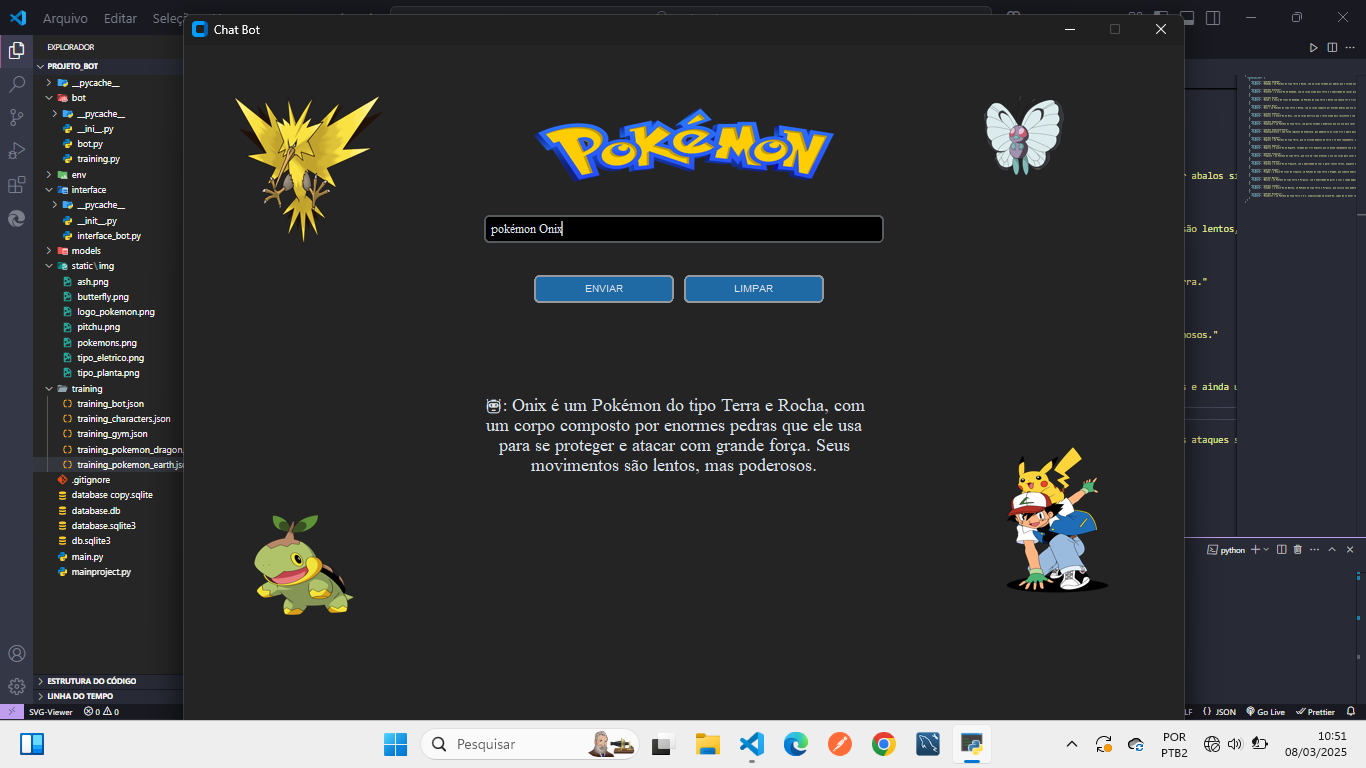 Arquivo
Editar
Chat Bot
EXPLORADOR
PROJETO_BOT
__pycache__
bot
__pycache__
__ini__.py
bot.py
training.py
env
interface
__pycache__
__init__.py
interface_bot.py
models
static\img
ash.png
butterfly.png
logo_pokemon.png
pitchu.png
pokemons.png
tipo_eletrico.png
tipo_planta.png
training
training_bot.json
training_characters.json
training_gym.json
training_pokemon_dragon.
training_pokemon_earth.js
.gitignore
database copy.sqlite
database.db
database.sqlite3
db.sqlite3
main.py
mainproject.py
ESTRUTURA DO CÓDIGO
LINHA DO TEMPO
SVG-Viewer 0 0
POKéMON
pokémon Onix
ENVIAR LIMPAR
: Onix é um Pokémon do tipo Terra e Rocha, com
um corpo composto por enormes pedras que ele usa
para se proteger e atacar com grande força. Seus
movimentos são lentos, mas poderosos.
r abalos si
são lentos,
rra."
osos."
s e ainda u
s ataques s
python
LF {} JSON Go Live Prettier
Pesquisar
POR
PTB2
10:51
08/03/2025